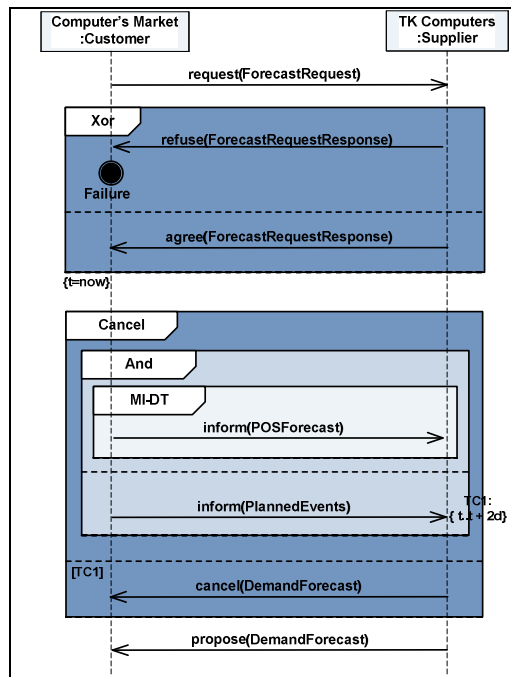 Computer's Market
:Customer
TK Computers
:Supplier
request(ForecastRequest)
Xor
refuse(ForecastRequestResponse)
Failure
agree(ForecastRequestResponse)
{t=now}
Cancel
And
MI-DT
inform(POSForecast)
inform(PlannedEvents)
TC1:
{ t..t + 2d}
[TC1]
cancel(DemandForecast)
propose(DemandForecast)